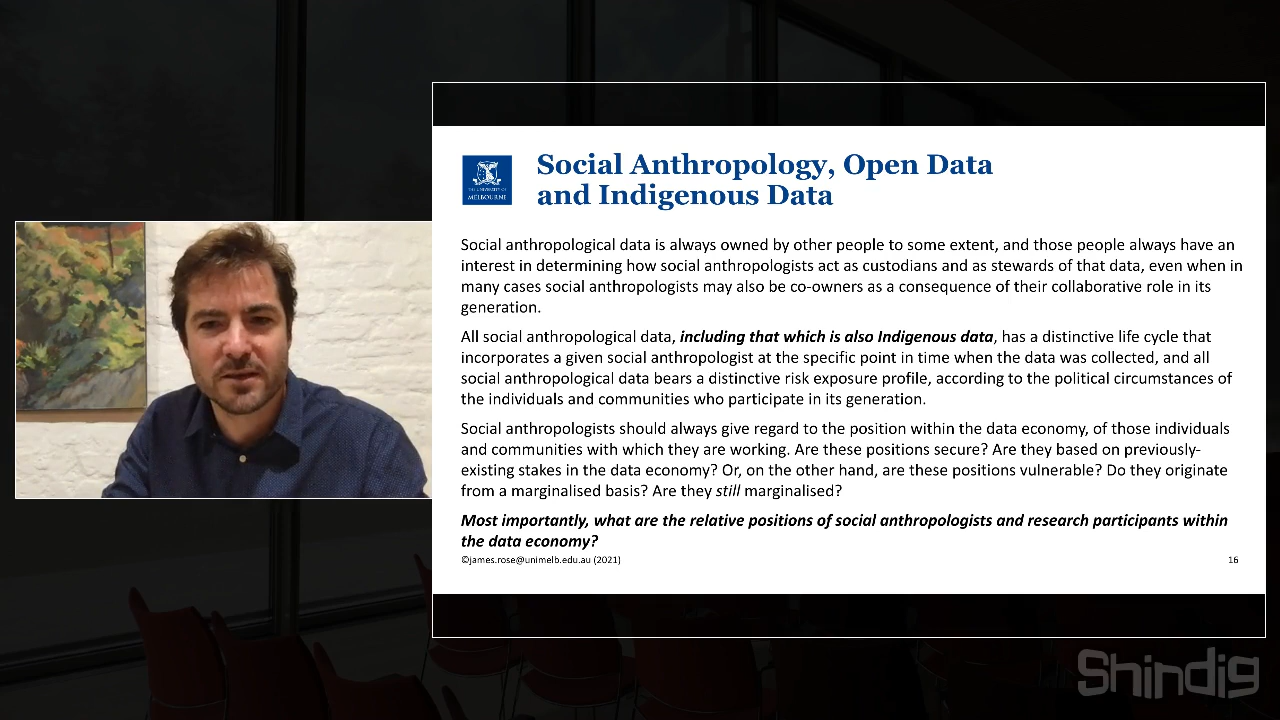 THE UNIVERSITY OF
MELBOURNE
Social Anthropology, Open Data
and Indigenous Data
Social anthropological data is always owned by other people to some extent, and those people always have an
interest in determining how social anthropologists act as custodians and as stewards of that data, even when in
many cases social anthropologists may also be co-owners as a consequence of their collaborative role in its
generation.
All social anthropological data, including that which is also Indigenous data, has a distinctive life cycle that
incorporates a given social anthropologist at the specific point in time when the data was collected, and all
social anthropological data bears a distinctive risk exposure profile, according to the political circumstances of
the individuals and communities who participate in its generation.
Social anthropologists should always give regard to the position within the data economy, of those individuals
and communities with which they are working. Are these positions secure? Are they based on previously-
existing stakes in the data economy? Or, on the other hand, are these positions vulnerable? Do they originate
from a marginalised basis? Are they still marginalised?
Most importantly, what are the relative positions of social anthropologists and research participants within
the data economy?
©james.rose@unimelb.edu.au (2021)
16
Shindig